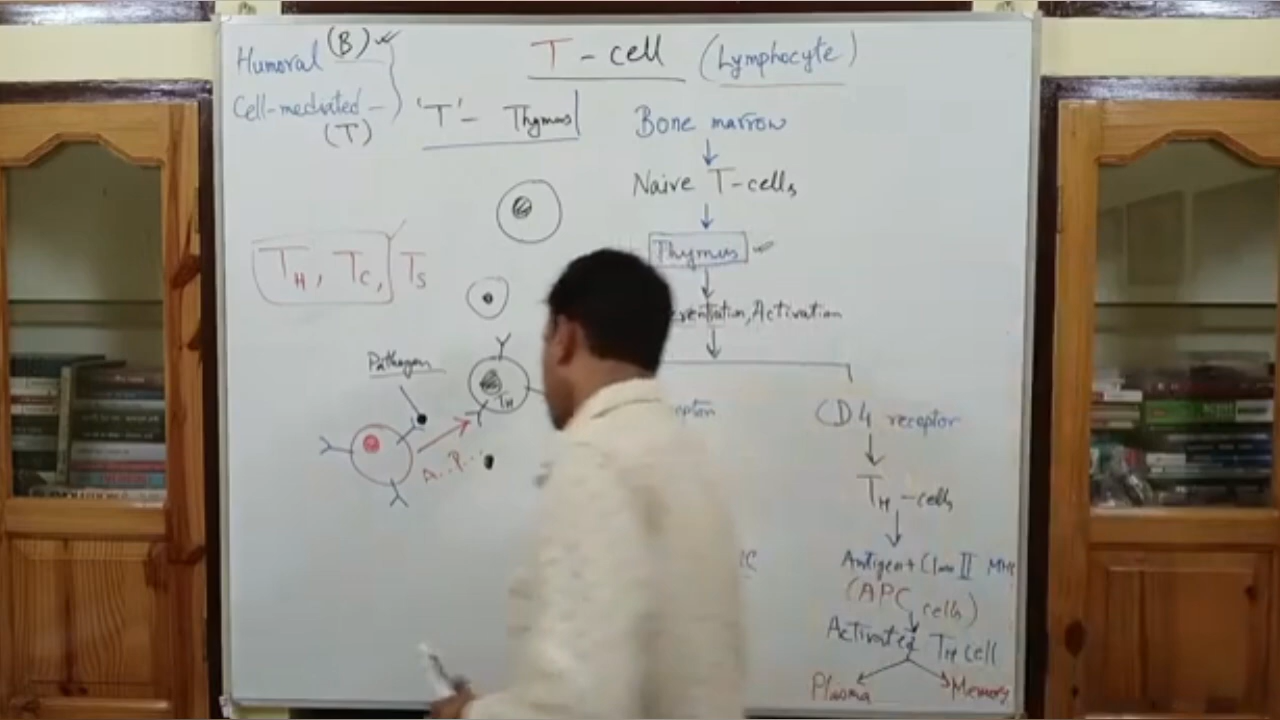 Humoral (B)
Cell-mediated -
(T)
T - cell (Lymphocyte)
'T' - Thymus
Bone marrow
Naive T-cells
Thymus
TH, TC, TS
erentiation, Activation
Pathogen
TH
A..P...
CD4 receptor
TH - cells
Antigen + Class II MHC
(APC cells)
Activated TH cell
Plasma
Memory